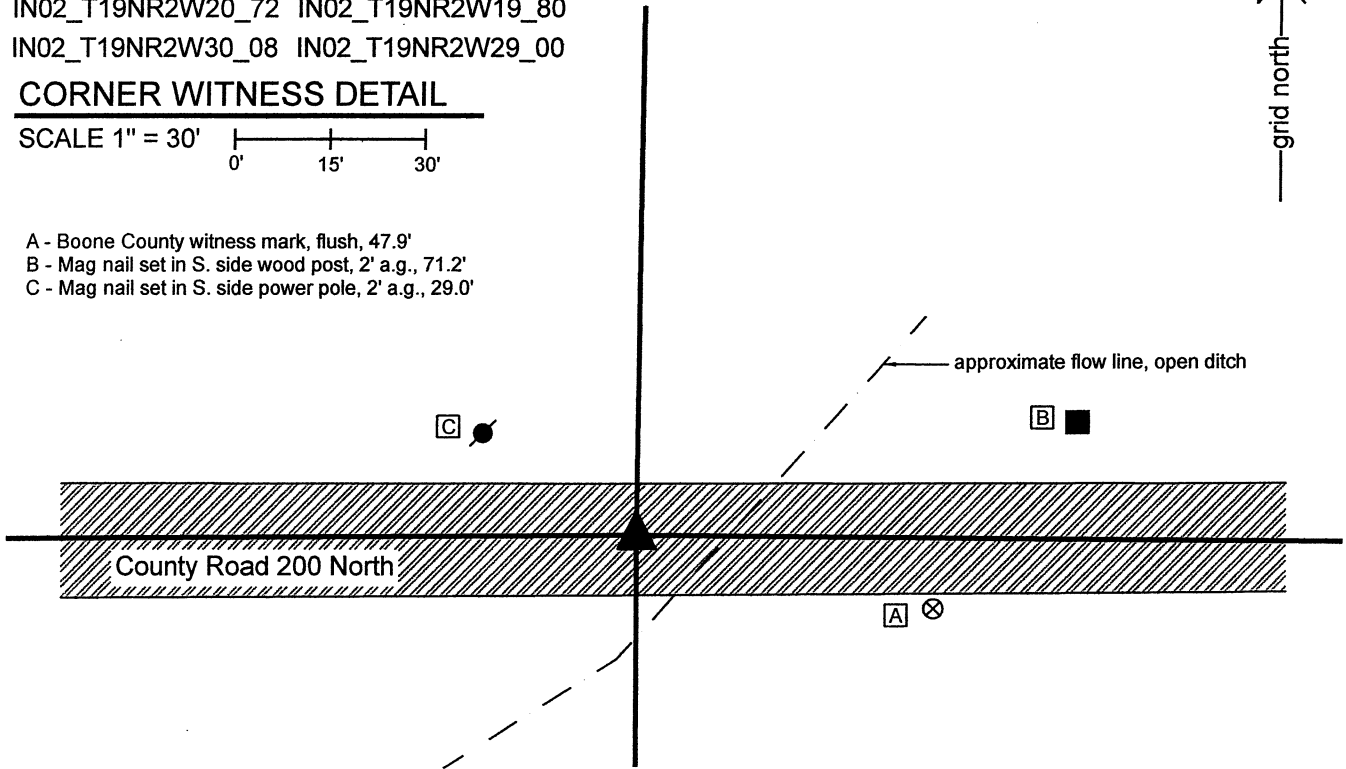 IN02_T19NR2W20_72 IN02_T19NR2W19_80
IN02_T19NR2W30_08 IN02_T19NR2W29_00
CORNER WITNESS DETAIL
SCALE 1" = 30'
0' 15' 30'
grid north
A - Boone County witness mark, flush, 47.9'
B - Mag nail set in S. side wood post, 2' a.g., 71.2'
C - Mag nail set in S. side power pole, 2' a.g., 29.0'
approximate flow line, open ditch
C
B
County Road 200 North
A